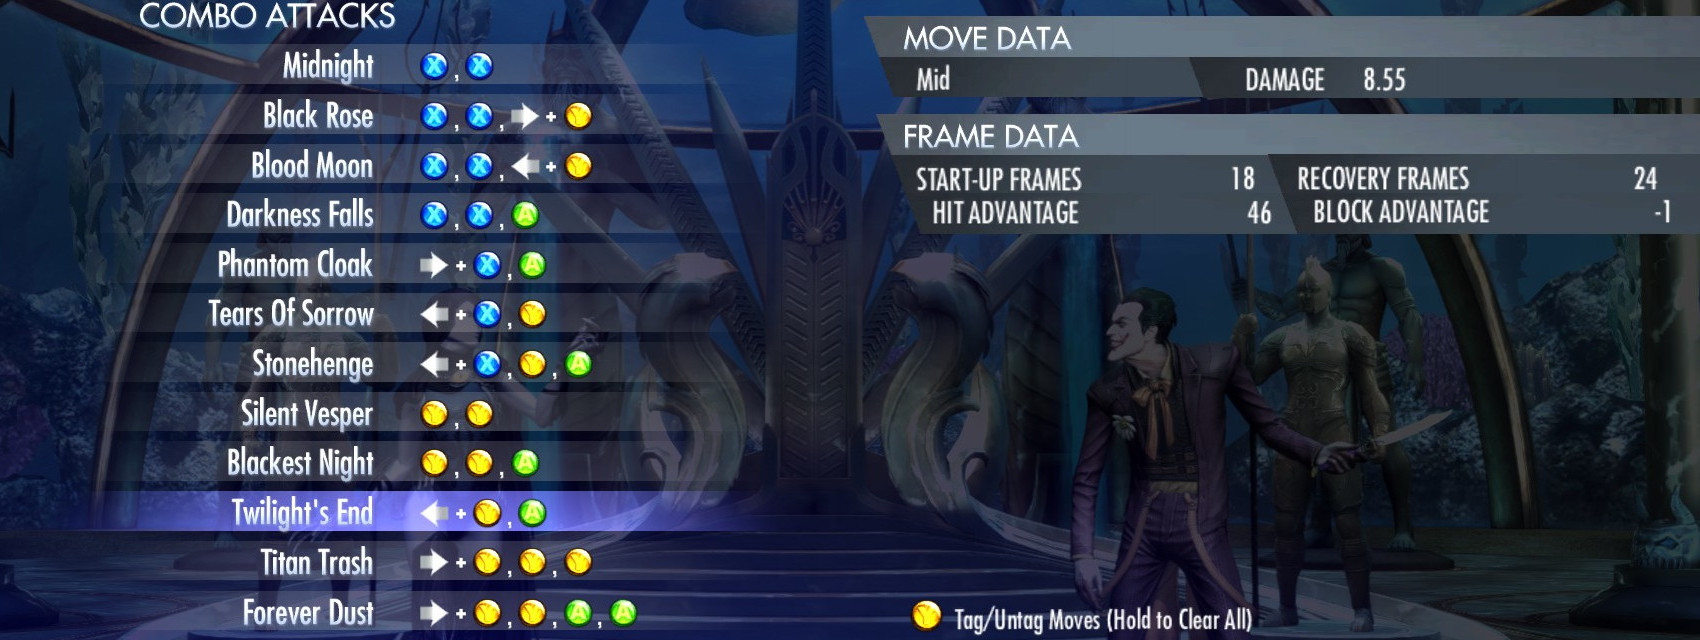 COMBO ATTACKS
Midnight X , X
Black Rose X , X , + Y
Blood Moon X , X , + Y
Darkness Falls X , X , A
Phantom Cloak + X , A
Tears Of Sorrow + X , Y
Stonehenge + X , Y , A
Silent Vesper Y , Y
Blackest Night Y , Y , A
Twilight's End + Y , A
Titan Trash + Y , Y , Y
Forever Dust + Y , Y , A , A
MOVE DATA
Mid DAMAGE 8.55
FRAME DATA
START-UP FRAMES 18 RECOVERY FRAMES 24
HIT ADVANTAGE 46 BLOCK ADVANTAGE -1
Y Tag/Untag Moves (Hold to Clear All)